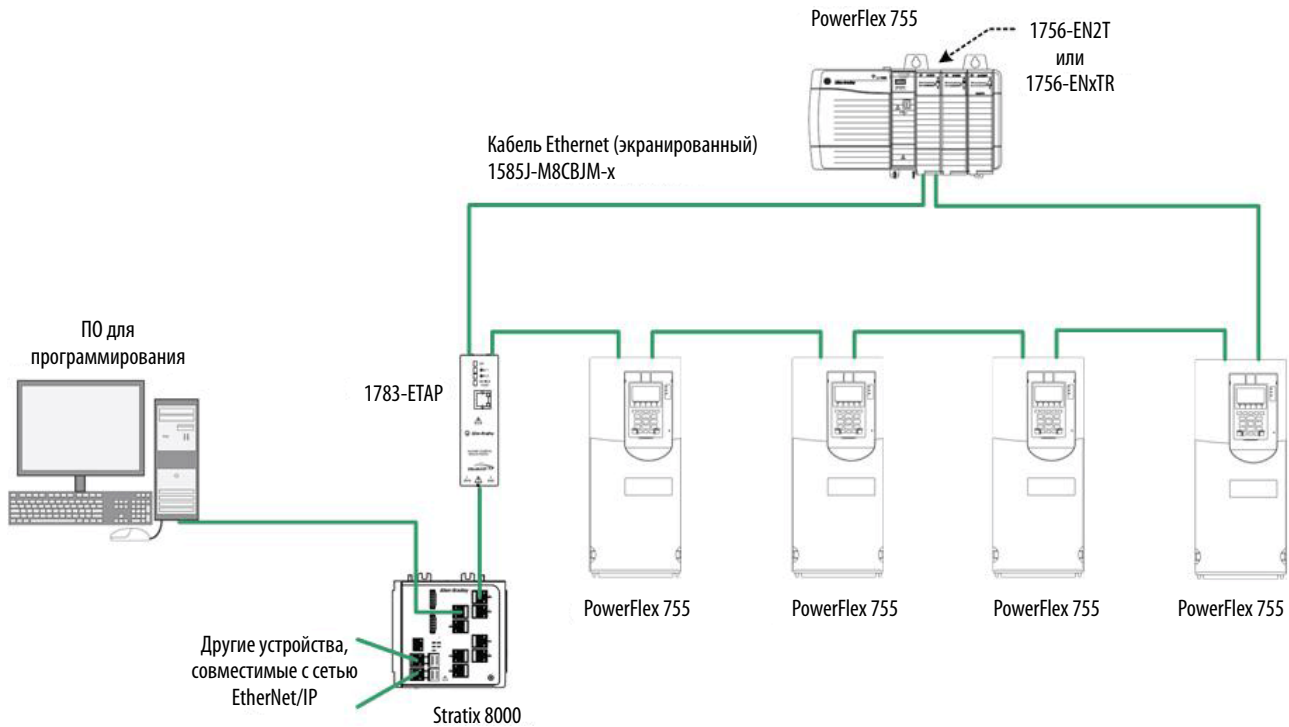 PowerFlex 755
1756-EN2T
или
1756-ENxTR
Кабель Ethernet (экранированный)
1585J-M8CBJM-x
ПО для
программирования
1783-ETAP
PowerFlex 755
PowerFlex 755
PowerFlex 755
PowerFlex 755
Другие устройства,
совместимые с сетью
EtherNet/IP
Stratix 8000